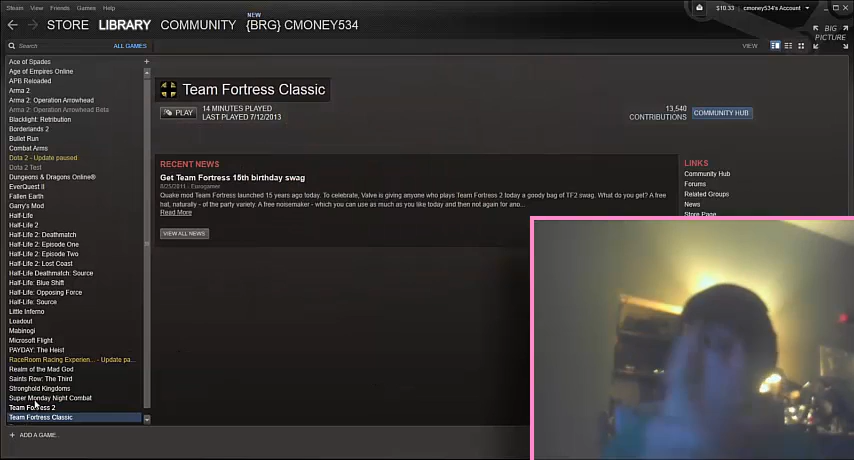 Steam View Friends Games Help
$10.33 cmoney534's Account
STORE LIBRARY COMMUNITY {BRG} CMONEY534
NEW
BIG PICTURE
Search ALL GAMES
VIEW
Ace of Spades
Age of Empires Online
APB Reloaded
Arma 2
Arma 2: Operation Arrowhead
Arma 2: Operation Arrowhead Beta
Blacklight: Retribution
Borderlands 2
Bullet Run
Combat Arms
Dota 2 - Update paused
Dota 2 Test
Dungeons & Dragons Online®
EverQuest II
Fallen Earth
Garry's Mod
Half-Life
Half-Life 2
Half-Life 2: Deathmatch
Half-Life 2: Episode One
Half-Life 2: Episode Two
Half-Life 2: Lost Coast
Half-Life Deathmatch: Source
Half-Life: Blue Shift
Half-Life: Opposing Force
Half-Life: Source
Little Inferno
Loadout
Mabinogi
Microsoft Flight
PAYDAY: The Heist
RaceRoom Racing Experien... - Update pa...
Realm of the Mad God
Saints Row: The Third
Stronghold Kingdoms
Super Monday Night Combat
Team Fortress 2
Team Fortress Classic
+ ADD A GAME...
Team Fortress Classic
PLAY
14 MINUTES PLAYED
LAST PLAYED 7/12/2013
13,540
CONTRIBUTIONS
COMMUNITY HUB
RECENT NEWS
Get Team Fortress 15th birthday swag
8/25/2011 - Eurogamer
Quake mod Team Fortress launched 15 years ago today. To celebrate, Valve is giving anyone who plays Team Fortress 2 today a goody bag of TF2 swag. What do you get? A free
hat, naturally - of the party variety. A free noisemaker - which you can use as much as you like today and then not again for ano...
Read More
VIEW ALL NEWS
LINKS
Community Hub
Forums
Related Groups
News
Store Page